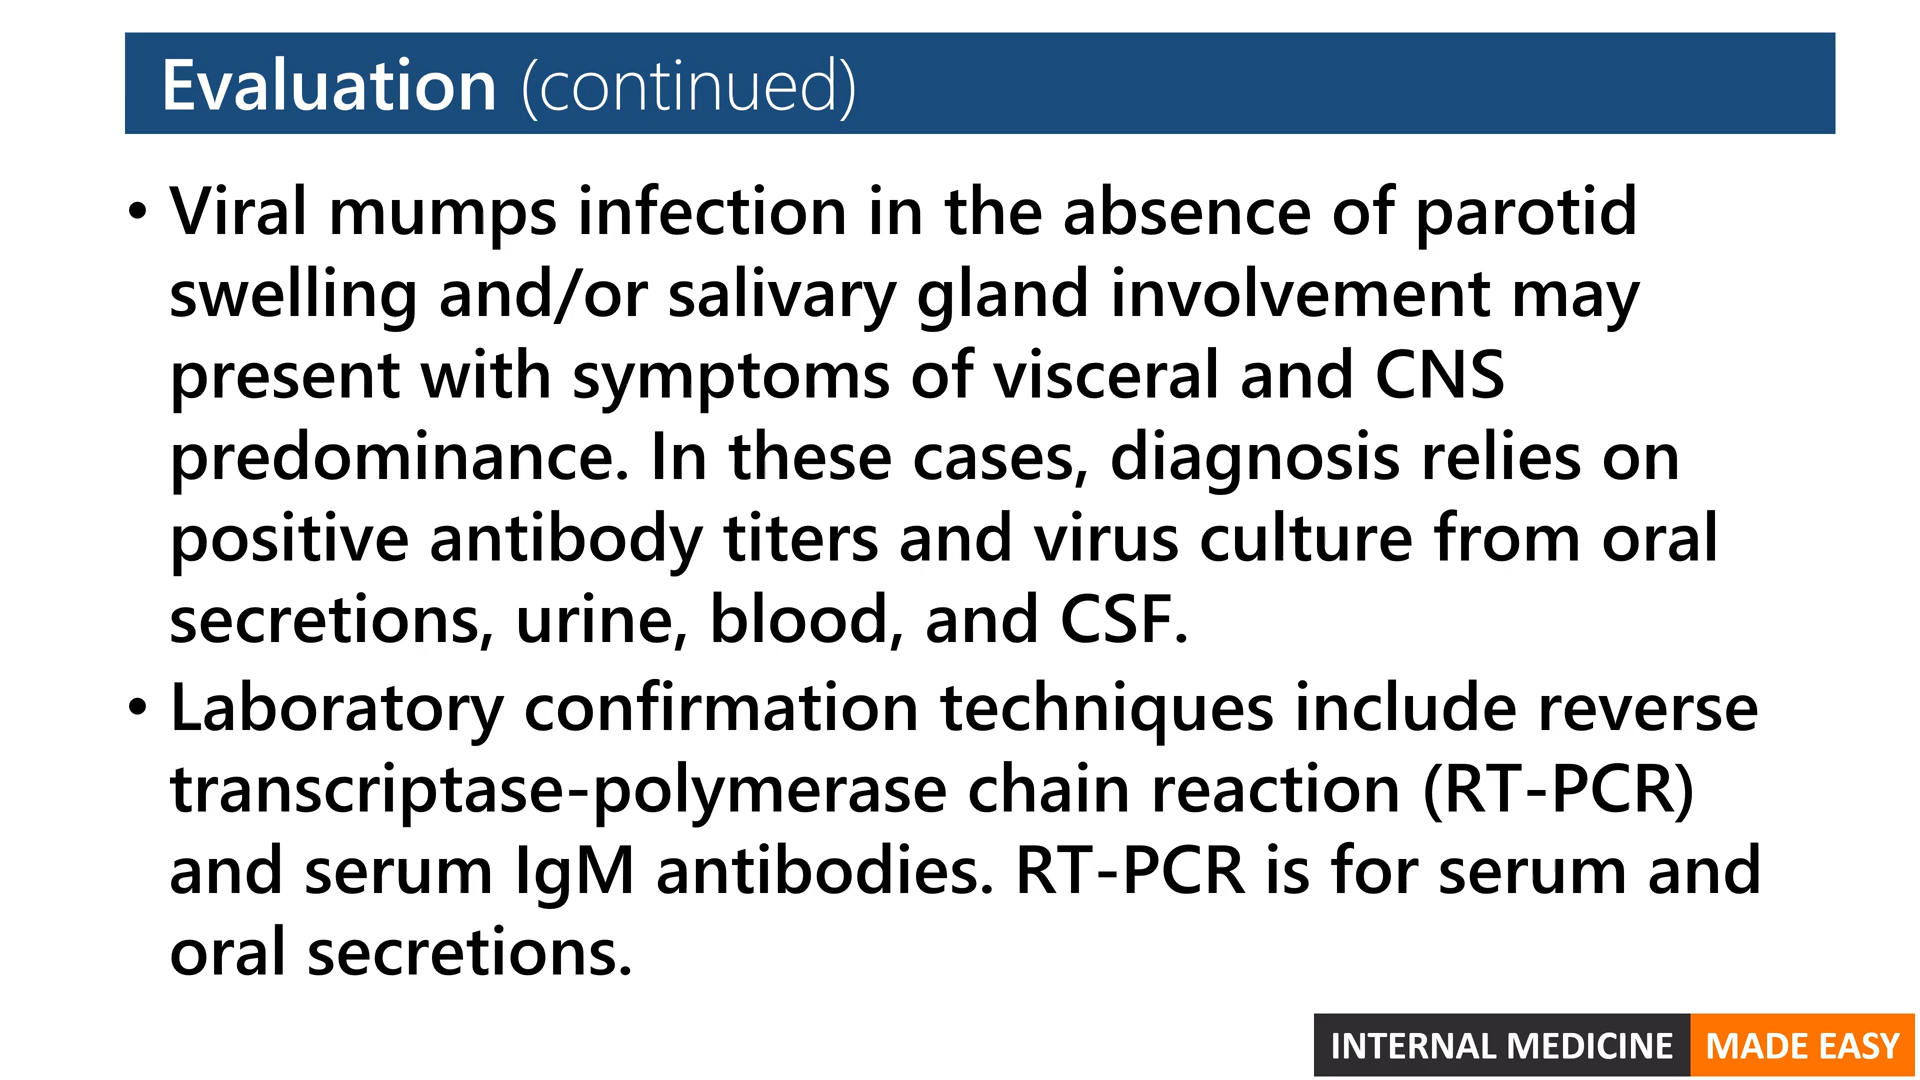 Evaluation (continued)
• Viral mumps infection in the absence of parotid
swelling and/or salivary gland involvement may
present with symptoms of visceral and CNS
predominance. In these cases, diagnosis relies on
positive antibody titers and virus culture from oral
secretions, urine, blood, and CSF.
• Laboratory confirmation techniques include reverse
transcriptase-polymerase chain reaction (RT-PCR)
and serum IgM antibodies. RT-PCR is for serum and
oral secretions.
INTERNAL MEDICINE MADE EASY